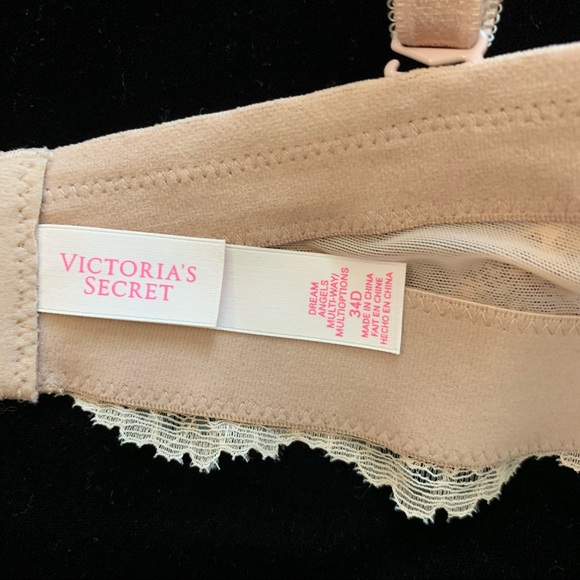 VICTORIA'S
SECRET
DREAM
ANGELS
MULTI-WAY/
MULTIOPTIONS
34D
MADE IN CHINA
FAIT EN CHINE
HECHO EN CHINA